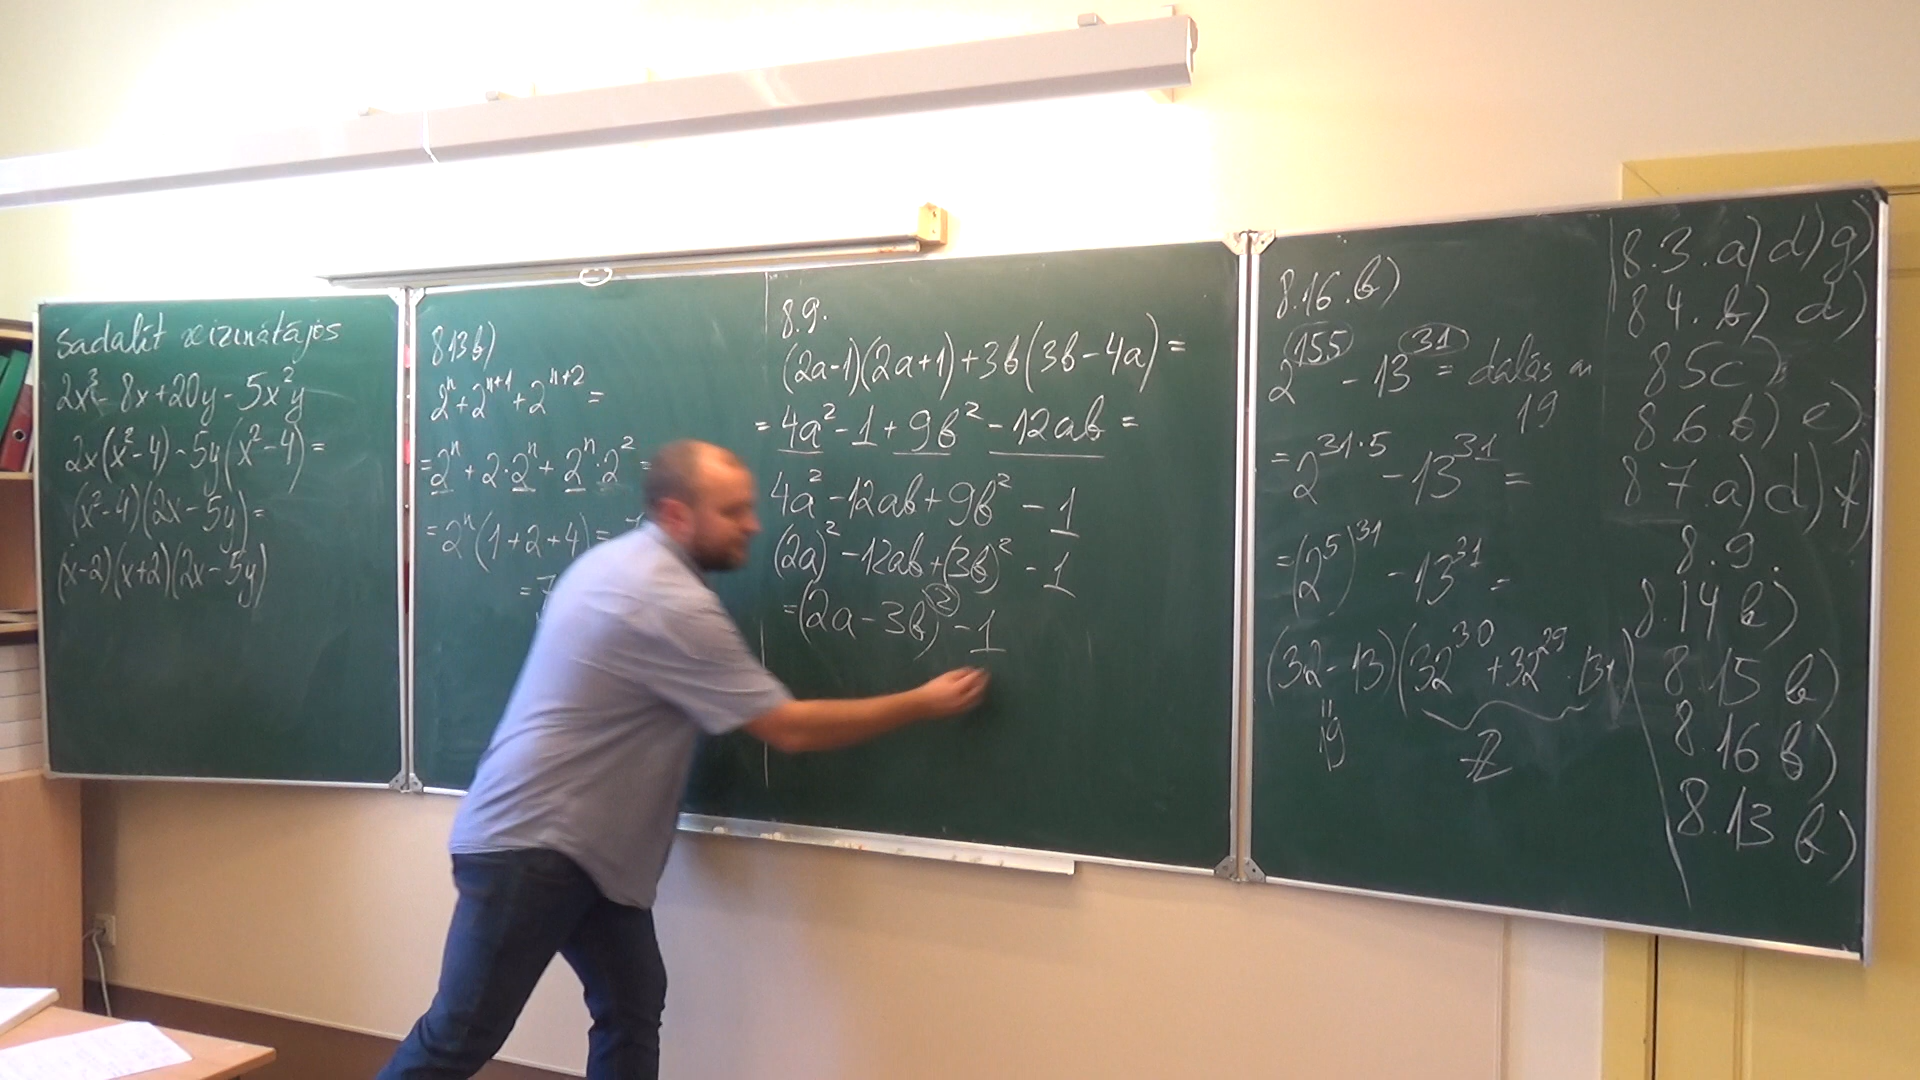 Sadalīt reizinātājos
2x³ - 8x + 20y - 5x²y
2x(x² - 4) - 5y(x² - 4) =
(x² - 4)(2x - 5y) =
(x - 2)(x + 2)(2x - 5y)
8 13 b)
2ⁿ + 2ⁿ⁺¹ + 2ⁿ⁺² =
= 2ⁿ + 2·2ⁿ + 2ⁿ·2² =
= 2ⁿ(1 + 2 + 4) =
= 7
8.9.
(2a-1)(2a+1) + 3b(3b - 4a) =
= 4a² - 1 + 9b² - 12ab =
4a² - 12ab + 9b² - 1
(2a)² - 12ab + (3b)² - 1
= (2a - 3b)² - 1
8.16.b)
2¹⁵⁵ - 13³¹ = dalās ar
19
= 2³¹·⁵ - 13³¹ =
= (2⁵)³¹ - 13³¹ =
(32 - 13)(32³⁰ + 32²⁹·13+
19
Z
8.3. a) d) g)
8 4. b) d)
8 5 c)
8 6. b) e)
8 7. a) d) f)
8.9.
8.14 b)
8.15 b)
8.16 b)
8.13 b)